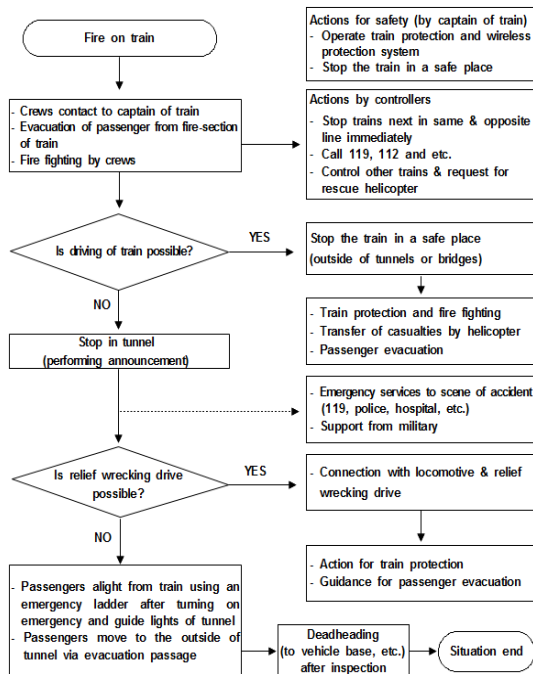 Fire on train
Actions for safety (by captain of train)
- Operate train protection and wireless
protection system
- Stop the train in a safe place
- Crews contact to captain of train
- Evacuation of passenger from fire-section
of train
- Fire fighting by crews
Actions by controllers
- Stop trains next in same & opposite
line immediately
- Call 119, 112 and etc.
- Control other trains & request for
rescue helicopter
Is driving of train possible?
YES
Stop the train in a safe place
(outside of tunnels or bridges)
NO
- Train protection and fire fighting
- Transfer of casualties by helicopter
- Passenger evacuation
Stop in tunnel
(performing announcement)
- Emergency services to scene of accident
(119, police, hospital, etc.)
- Support from military
Is relief wrecking drive
possible?
YES
- Connection with locomotive & relief
wrecking drive
NO
- Action for train protection
- Guidance for passenger evacuation
- Passengers alight from train using an
emergency ladder after turning on
emergency and guide lights of tunnel
- Passengers move to the outside of
tunnel via evacuation passage
Deadheading
(to vehicle base, etc.)
after inspection
Situation end